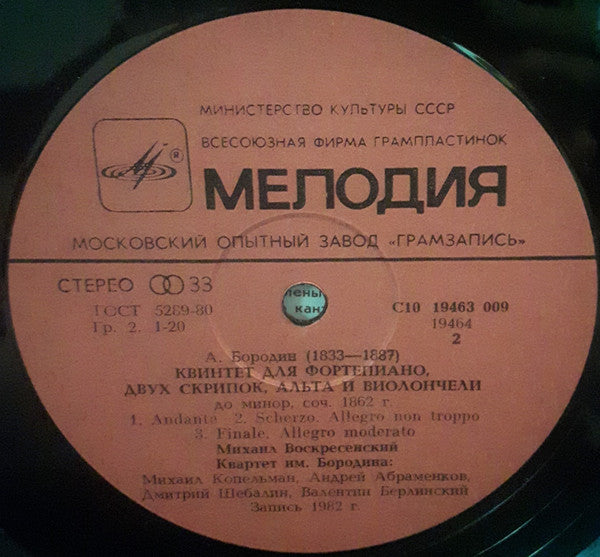 МИНИСТЕРСТВО КУЛЬТУРЫ СССР
ВСЕСОЮЗНАЯ ФИРМА ГРАМПЛАСТИНОК
®
МЕЛОДИЯ
МОСКОВСКИЙ ОПЫТНЫЙ ЗАВОД «ГРАМЗАПИСЬ»
СТЕРЕО 33
ГОСТ 5289-80
Гр. 2. 1-20
С10 19463 009
19464
2
А. Бородин (1833—1887)
КВИНТЕТ ДЛЯ ФОРТЕПИАНО,
ДВУХ СКРИПОК, АЛЬТА И ВИОЛОНЧЕЛИ
до минор, соч. 1862 г.
1. Andante 2. Scherzo. Allegro non troppo
3. Finale. Allegro moderato
Михаил Воскресенский
Квартет им. Бородина:
Михаил Копельман, Андрей Абраменков,
Дмитрий Шебалин, Валентин Берлинский
Запись 1982 г.